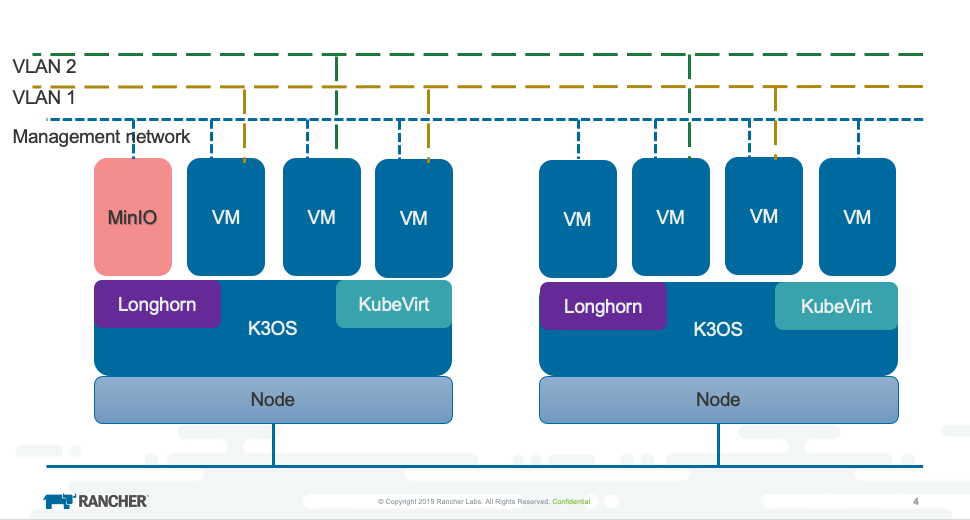 VLAN 2
VLAN 1
Management network
MinIO
VM
VM
VM
VM
VM
VM
VM
Longhorn
KubeVirt
K3OS
Longhorn
KubeVirt
K3OS
Node
Node
RANCHER
© Copyright 2019 Rancher Labs. All Rights Reserved. Confidential
4